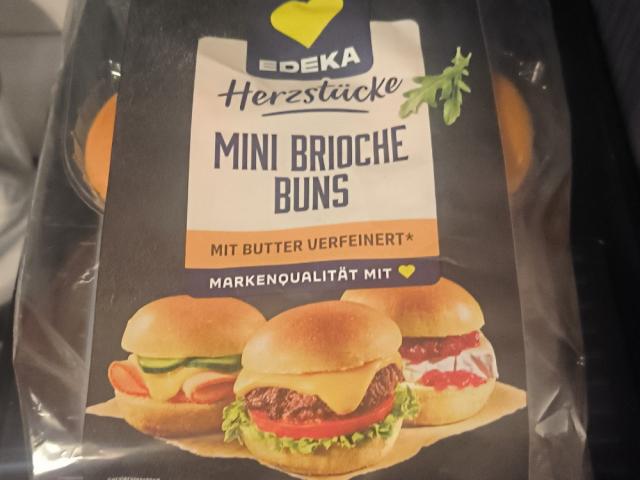 EDEKA
Herzstücke
MINI BRIOCHE
BUNS
MIT BUTTER VERFEINERT*
MARKENQUALITÄT MIT